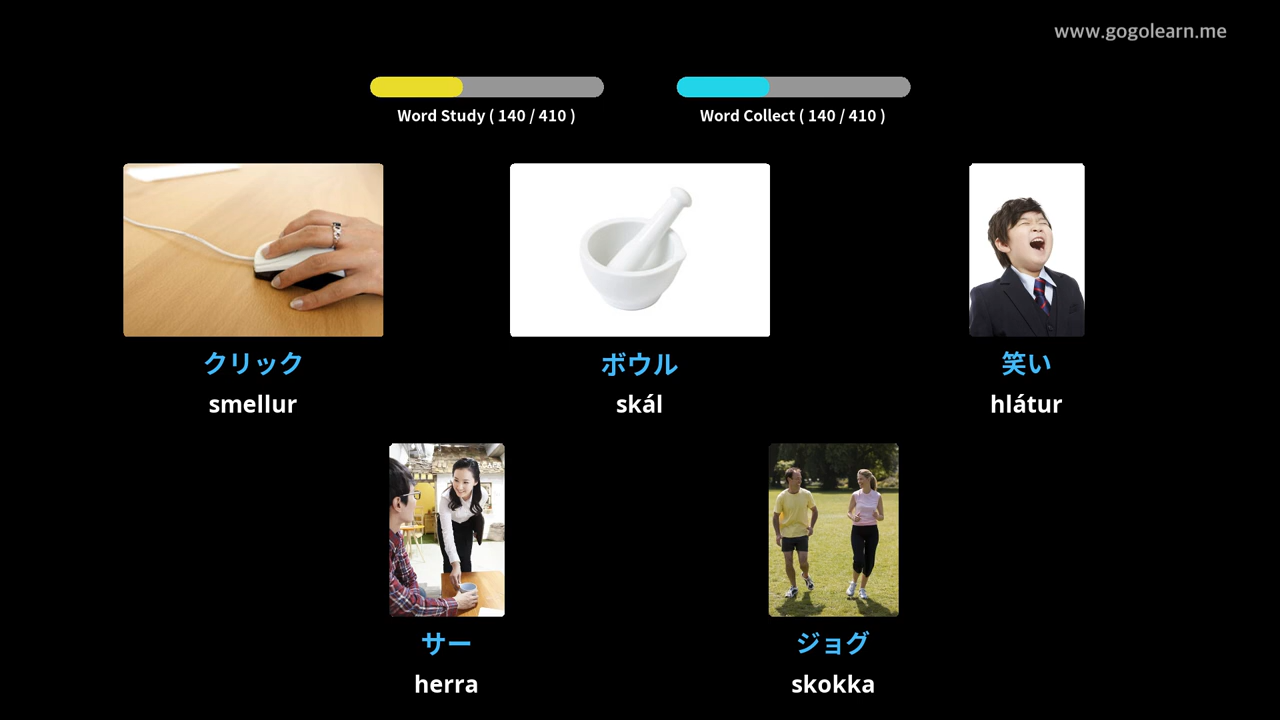 www.gogolearn.me
Word Study ( 140 / 410 )
Word Collect ( 140 / 410 )
クリック
smellur
ボウル
skál
笑い
hlátur
サー
herra
ジョグ
skokka